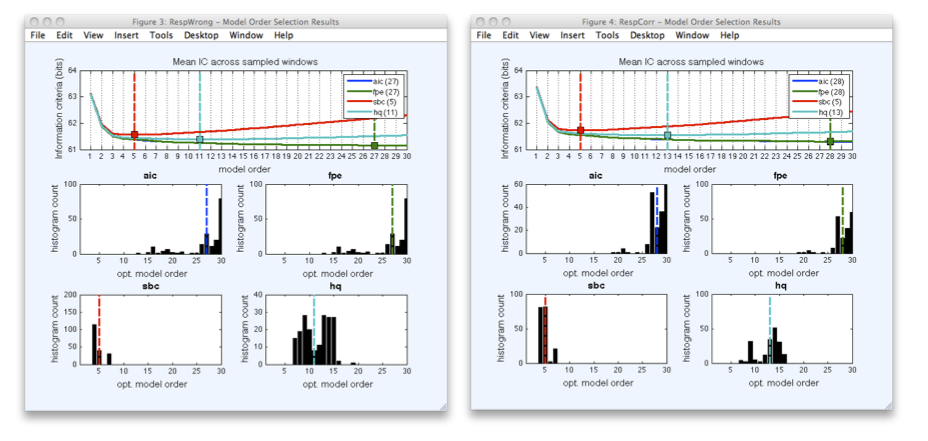 Figure 3: RespWrong – Model Order Selection Results
File Edit View Insert Tools Desktop Window Help
Mean IC across sampled windows
Information criteria (bits)
64
63
62
61
aic (27)
fpe (27)
sbc (5)
hq (11)
1 2 3 4 5 6 7 8 9 10 11 12 13 14 15 16 17 18 19 20 21 22 23 24 25 26 27 28 29 30
model order
aic
histogram count
100
50
0
5 10 15 20 25 30
opt. model order
fpe
histogram count
100
50
0
5 10 15 20 25 30
opt. model order
sbc
histogram count
200
150
100
50
0
5 10 15 20 25 30
opt. model order
hq
histogram count
40
30
20
10
0
5 10 15 20 25 30
opt. model order
Figure 4: RespCorr – Model Order Selection Results
File Edit View Insert Tools Desktop Window Help
Mean IC across sampled windows
Information criteria (bits)
64
63
62
61
aic (28)
fpe (28)
sbc (5)
hq (13)
1 2 3 4 5 6 7 8 9 10 11 12 13 14 15 16 17 18 19 20 21 22 23 24 25 26 27 28 29 30
model order
aic
histogram count
60
40
20
0
5 10 15 20 25 30
opt. model order
fpe
histogram count
100
50
0
5 10 15 20 25 30
opt. model order
sbc
histogram count
100
50
0
5 10 15 20 25 30
opt. model order
hq
histogram count
100
50
0
5 10 15 20 25 30
opt. model order